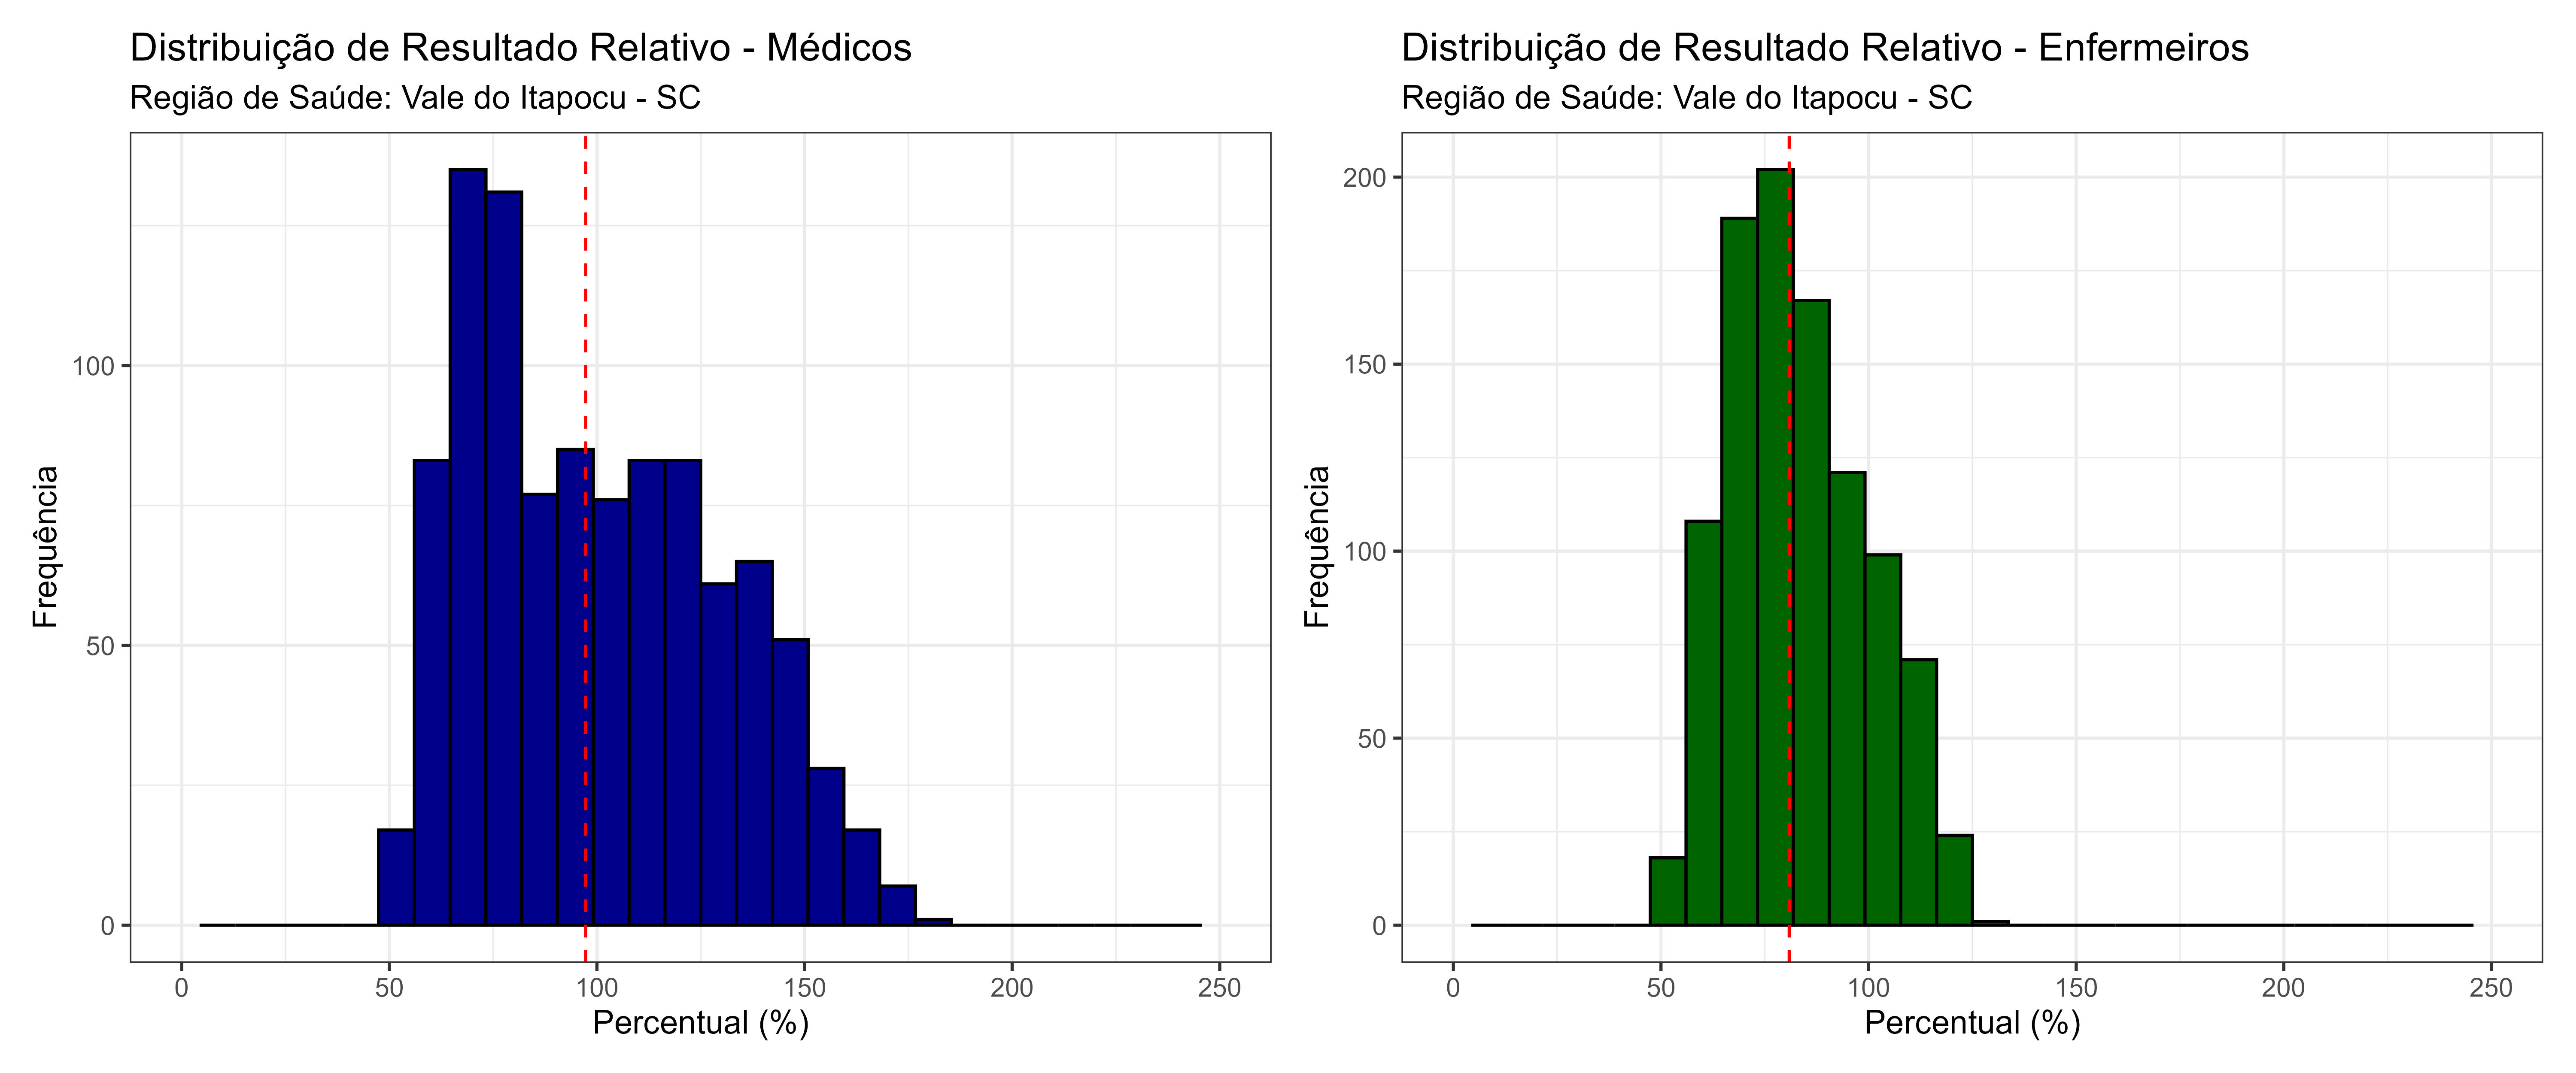 Distribuição de Resultado Relativo - Médicos
Região de Saúde: Vale do Itapocu - SC
Frequência
100
50
0
0 50 100 150 200 250
Percentual (%)
Distribuição de Resultado Relativo - Enfermeiros
Região de Saúde: Vale do Itapocu - SC
Frequência
200
150
100
50
0
0 50 100 150 200 250
Percentual (%)